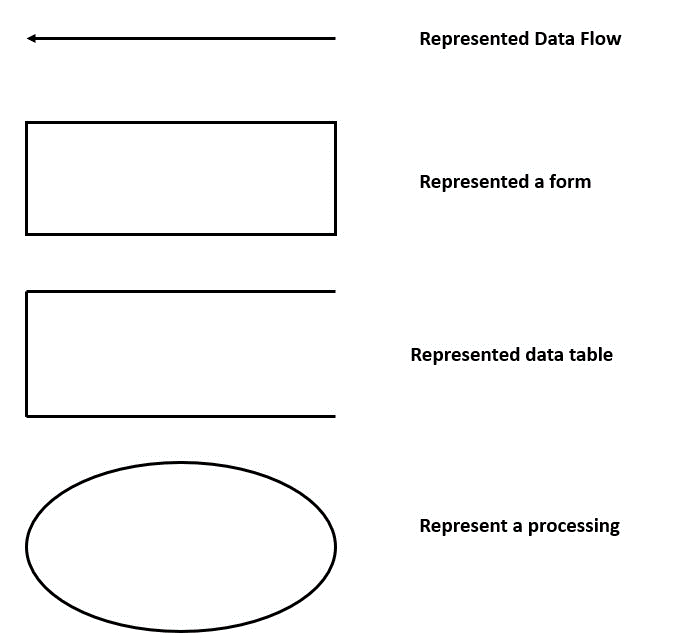 Represented Data Flow
Represented a form
Represented data table
Represent a processing